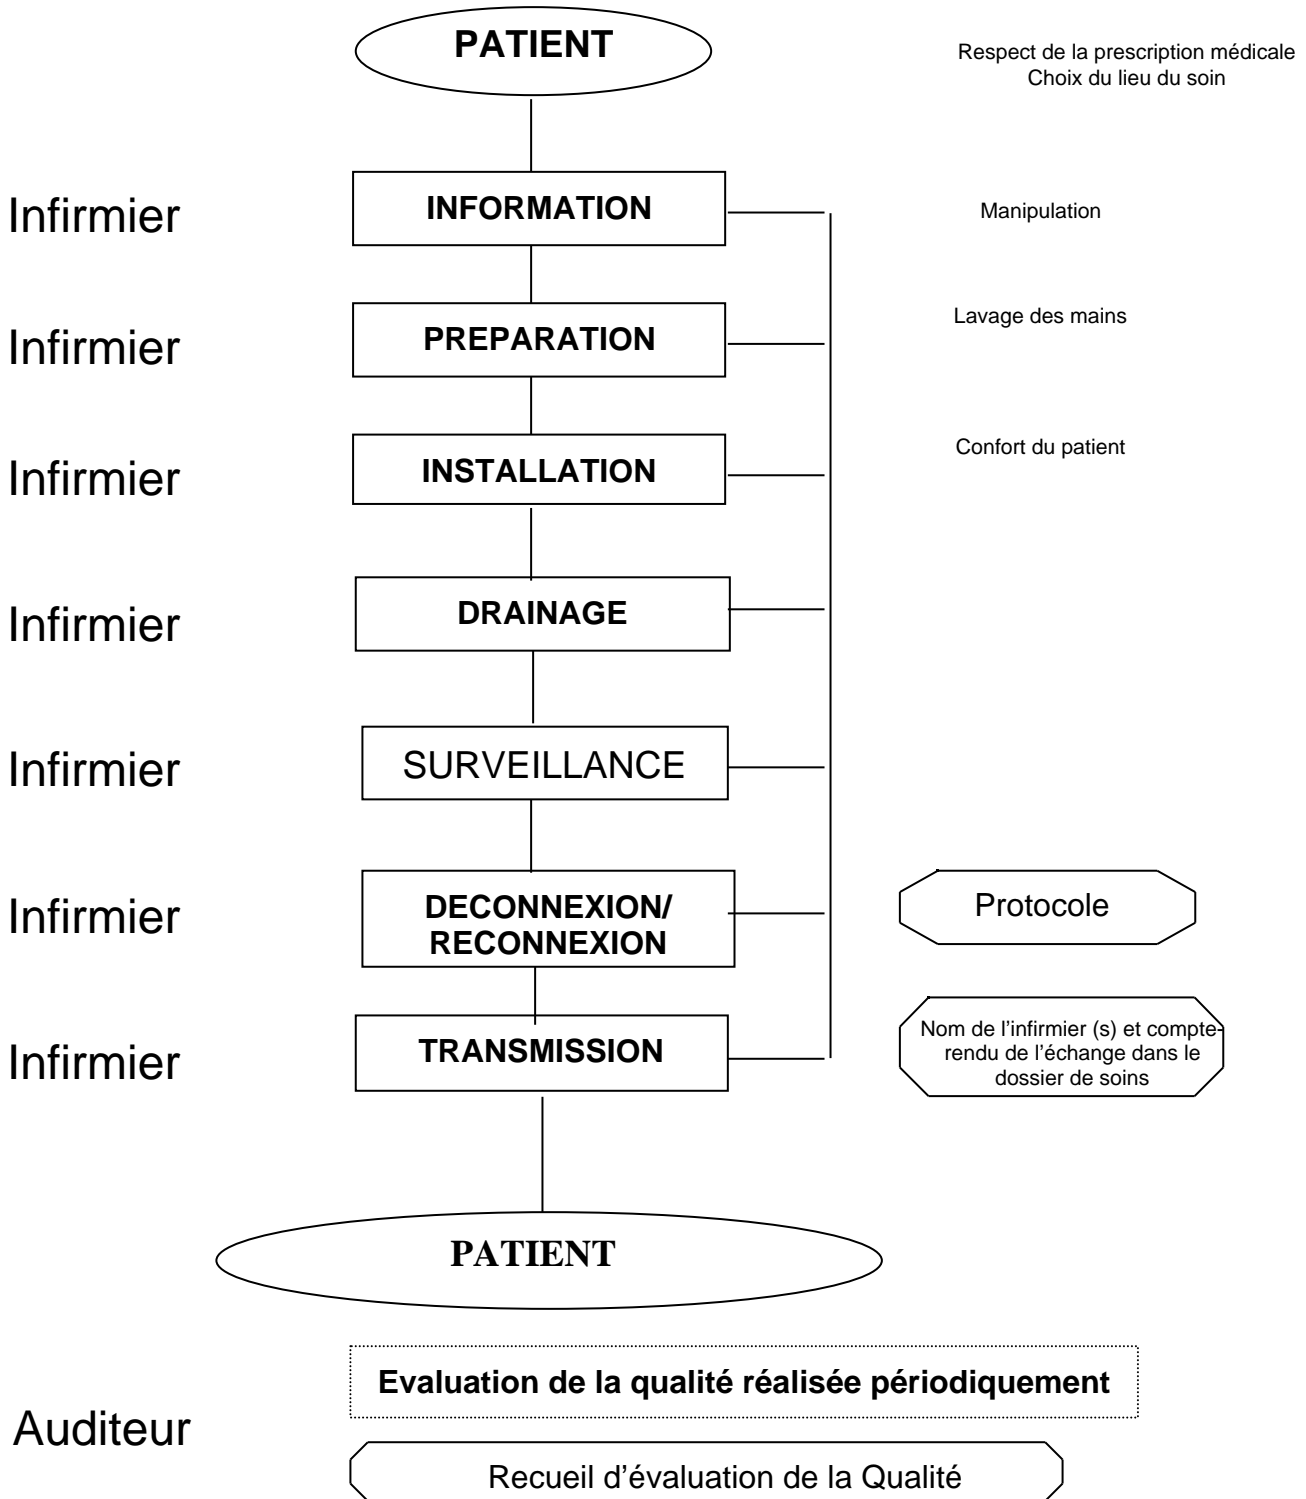 PATIENT
Respect de la prescription médicale
Choix du lieu du soin
Infirmier
INFORMATION
Manipulation
Infirmier
PREPARATION
Lavage des mains
Infirmier
INSTALLATION
Confort du patient
Infirmier
DRAINAGE
Infirmier
SURVEILLANCE
Infirmier
DECONNEXION/
RECONNEXION
Protocole
Infirmier
TRANSMISSION
Nom de l’infirmier (s) et compte-
rendu de l’échange dans le
dossier de soins
PATIENT
Evaluation de la qualité réalisée périodiquement
Auditeur
Recueil d’évaluation de la Qualité